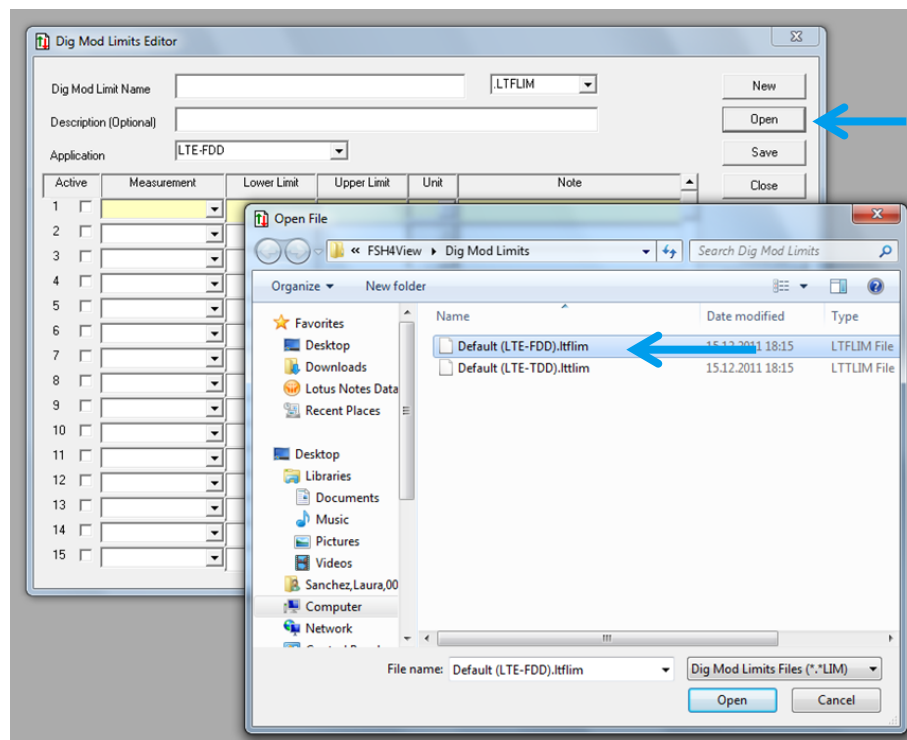 Dig Mod Limits Editor
Dig Mod Limit Name
.LTFLIM
New
Description (Optional)
Open
Application
LTE-FDD
Save
Active Measurement Lower Limit Upper Limit Unit Note
Close
1
2
3
4
5
6
7
8
9
10
11
12
13
14
15
Open File
« FSH4View Dig Mod Limits
Search Dig Mod Limits
Organize New folder
Favorites
Desktop
Downloads
Lotus Notes Data
Recent Places
Desktop
Libraries
Documents
Music
Pictures
Videos
Sanchez,Laura,00
Computer
Network
Name Date modified Type
Default (LTE-FDD).ltflim 15.12.2011 18:15 LTFLIM File
Default (LTE-TDD).lttlim 15.12.2011 18:15 LTTLIM File
File name: Default (LTE-FDD).ltflim Dig Mod Limits Files (*.*LIM)
Open Cancel